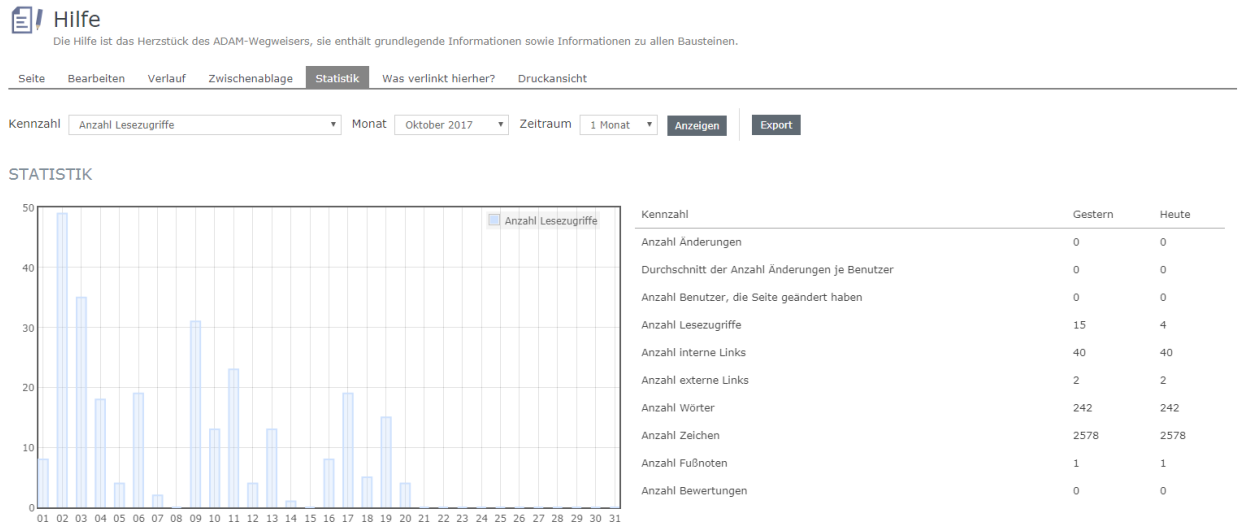 Hilfe
Die Hilfe ist das Herzstück des ADAM-Wegweisers, sie enthält grundlegende Informationen sowie Informationen zu allen Bausteinen.
Seite Bearbeiten Verlauf Zwischenablage Statistik Was verlinkt hierher? Druckansicht
Kennzahl Anzahl Lesezugriffe Monat Oktober 2017 Zeitraum 1 Monat Anzeigen Export
STATISTIK
50
40
30
20
10
0
Anzahl Lesezugriffe
01 02 03 04 05 06 07 08 09 10 11 12 13 14 15 16 17 18 19 20 21 22 23 24 25 26 27 28 29 30 31
Kennzahl Gestern Heute
Anzahl Änderungen 0 0
Durchschnitt der Anzahl Änderungen je Benutzer 0 0
Anzahl Benutzer, die Seite geändert haben 0 0
Anzahl Lesezugriffe 15 4
Anzahl interne Links 40 40
Anzahl externe Links 2 2
Anzahl Wörter 242 242
Anzahl Zeichen 2578 2578
Anzahl Fußnoten 1 1
Anzahl Bewertungen 0 0